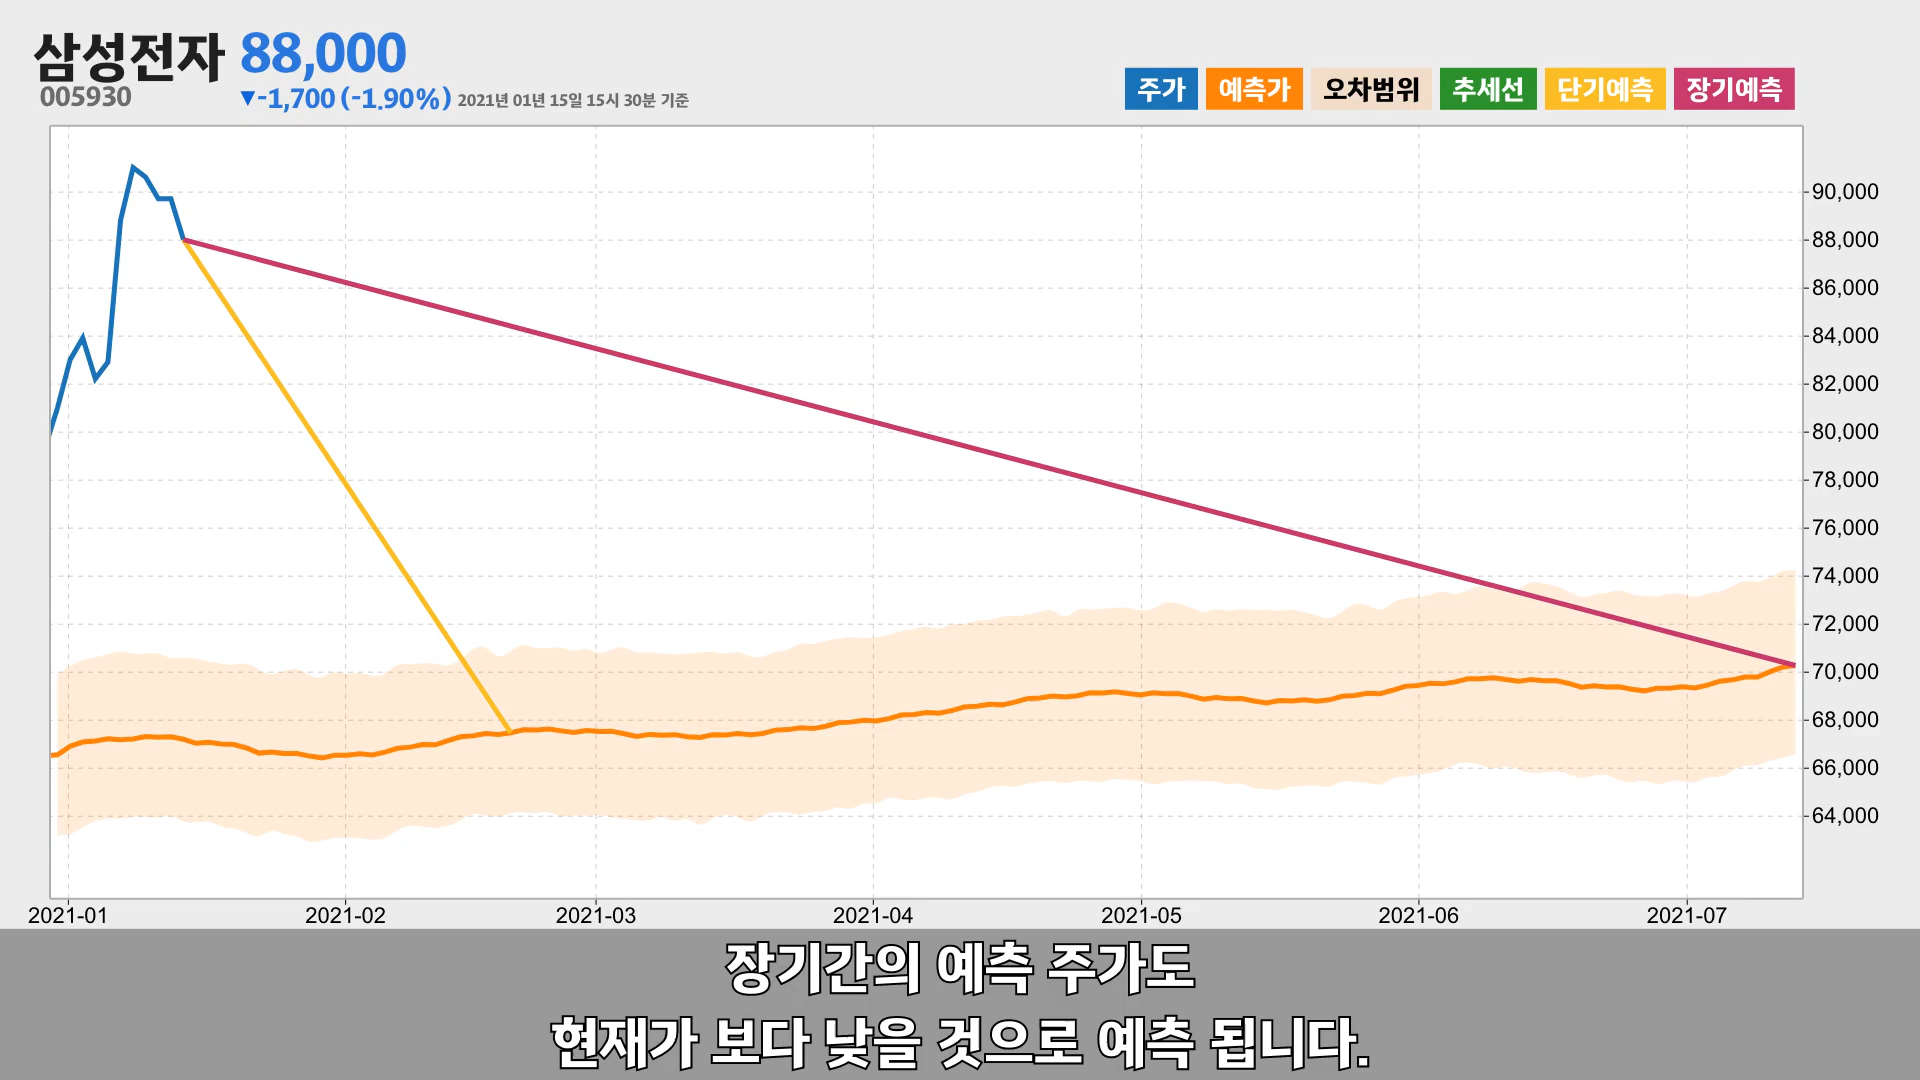 삼성전자 88,000
005930
▼-1,700 (-1.90%) 2021년 01년 15일 15시 30분 기준
주가 예측가 오차범위 추세선 단기예측 장기예측
90,000
88,000
86,000
84,000
82,000
80,000
78,000
76,000
74,000
72,000
70,000
68,000
66,000
64,000
2021-01 2021-02 2021-03 2021-04 2021-05 2021-06 2021-07
장기간의 예측 주가도
현재가 보다 낮을 것으로 예측 됩니다.